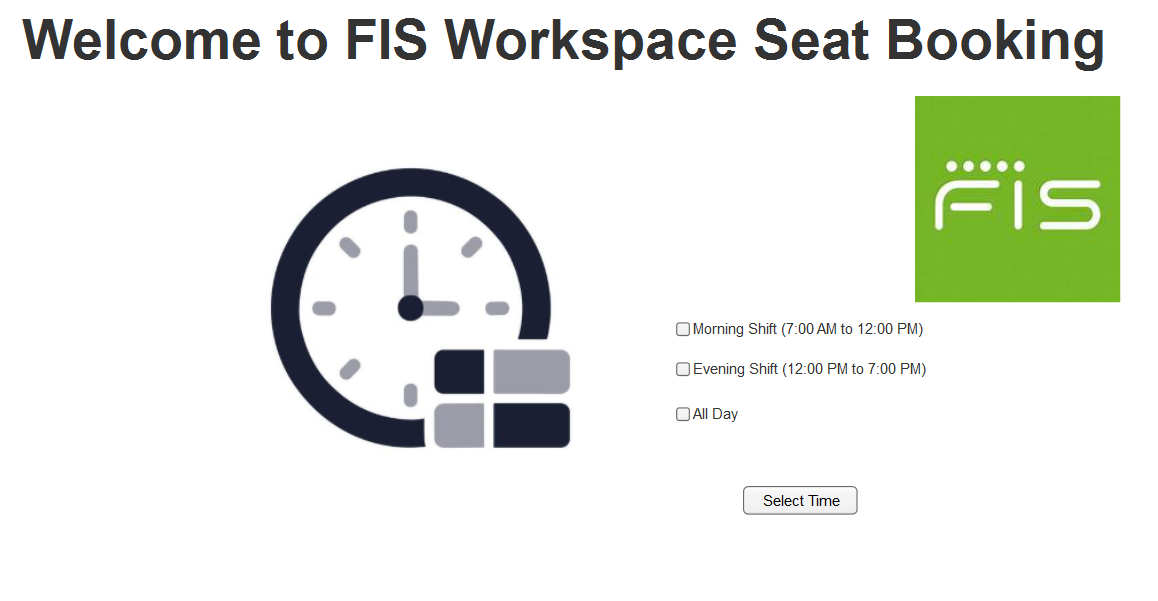 Welcome to FIS Workspace Seat Booking
FIS
Morning Shift (7:00 AM to 12:00 PM)
Evening Shift (12:00 PM to 7:00 PM)
All Day
Select Time